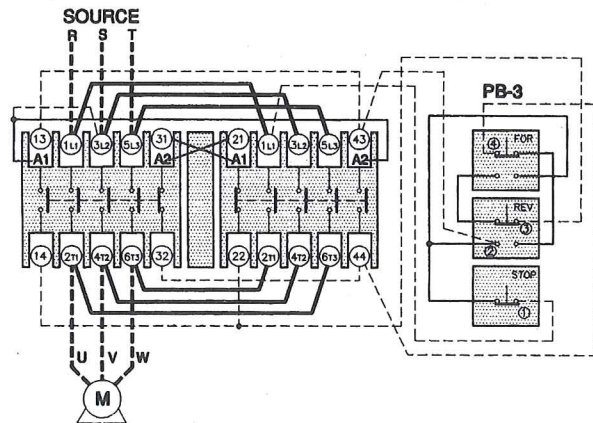 SOURCE
R S T
PB-3
13 1L1 3L2 5L3 31 21 1L1 3L2 5L3 43
A1 A2 A1 A2
FOR
4
REV
3
2
14 2T1 4T2 6T3 32 22 2T1 4T2 6T3 44
STOP
1
U V W
M